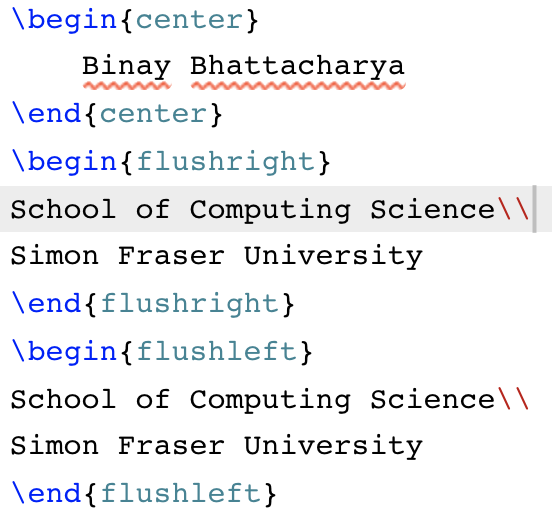 \begin{center}
Binay Bhattacharya
\end{center}
\begin{flushright}
School of Computing Science\\
Simon Fraser University
\end{flushright}
\begin{flushleft}
School of Computing Science\\
Simon Fraser University
\end{flushleft}